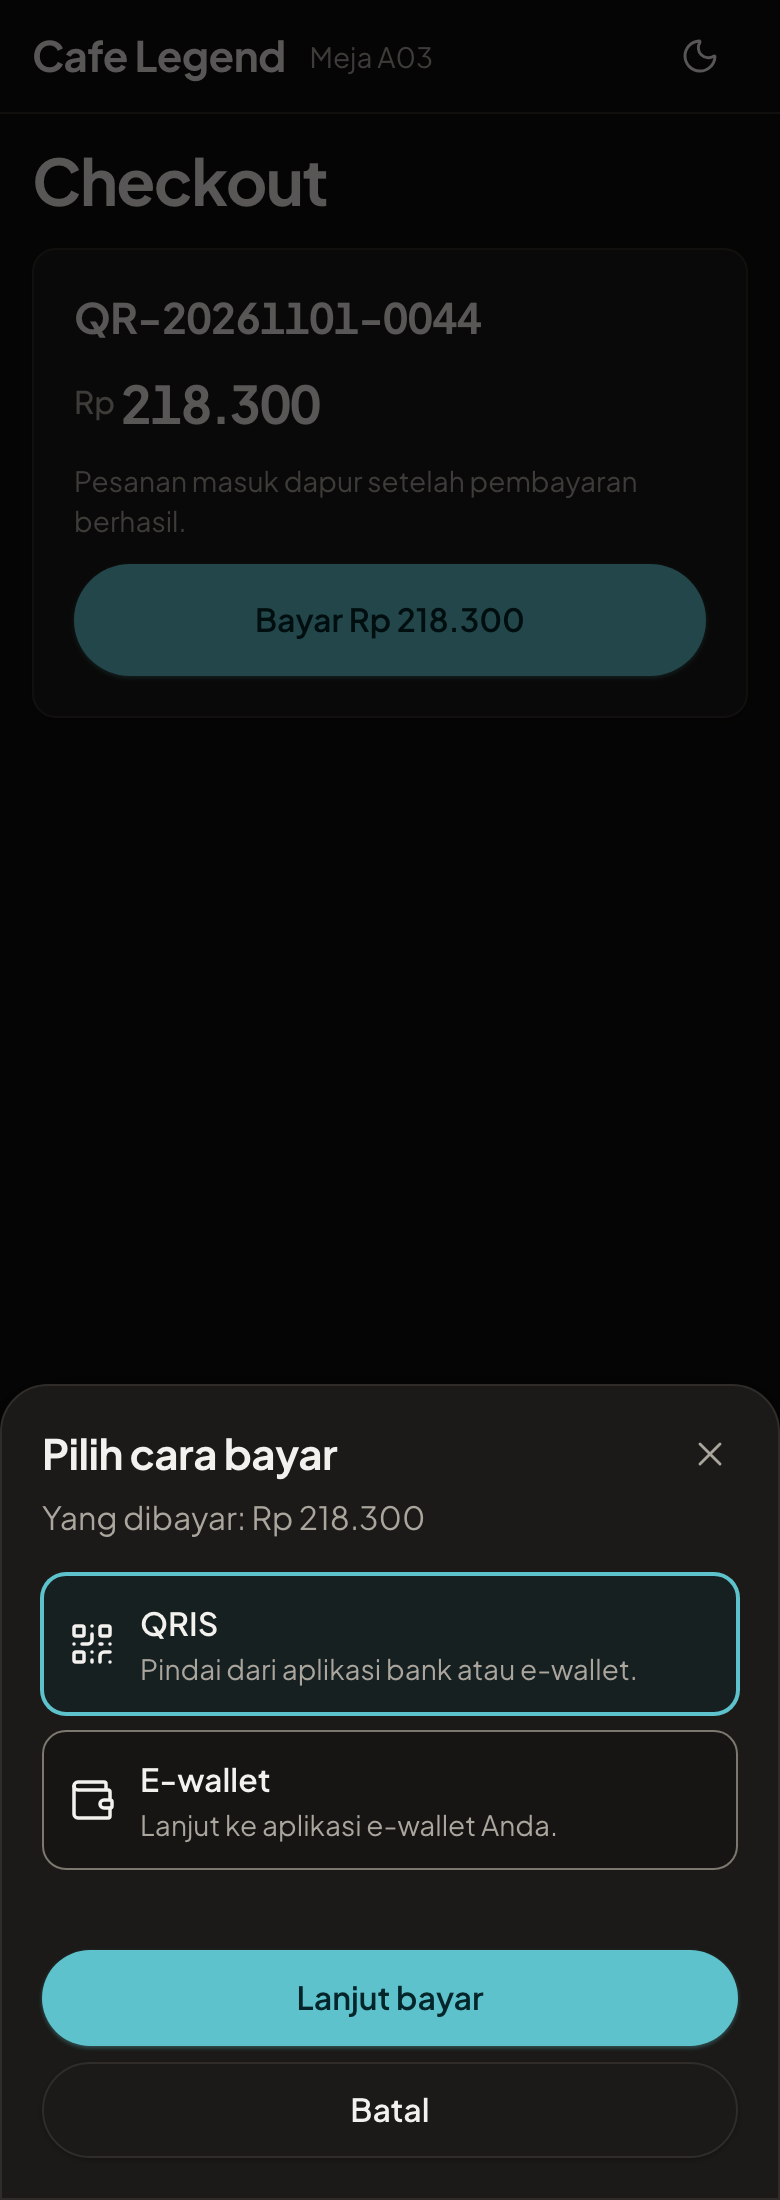 Cafe Legend Meja A03
Checkout
QR-20261101-0044
Rp 218.300
Pesanan masuk dapur setelah pembayaran
berhasil.
Bayar Rp 218.300
Pilih cara bayar
Yang dibayar: Rp 218.300
QRIS
Pindai dari aplikasi bank atau e-wallet.
E-wallet
Lanjut ke aplikasi e-wallet Anda.
Lanjut bayar
Batal